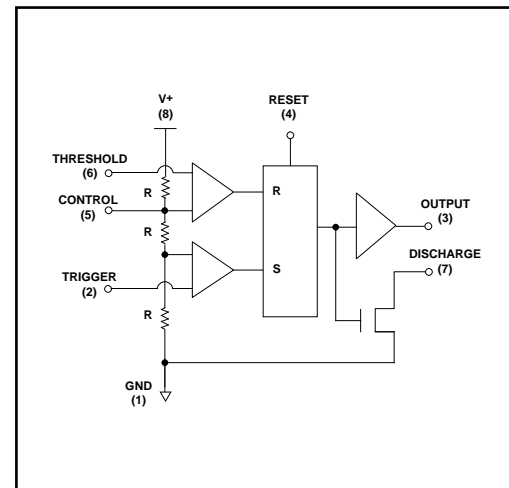 V+
(8)
RESET
(4)
THRESHOLD
(6)
R
CONTROL
(5)
R
R
OUTPUT
(3)
DISCHARGE
(7)
TRIGGER
(2)
S
R
GND
(1)